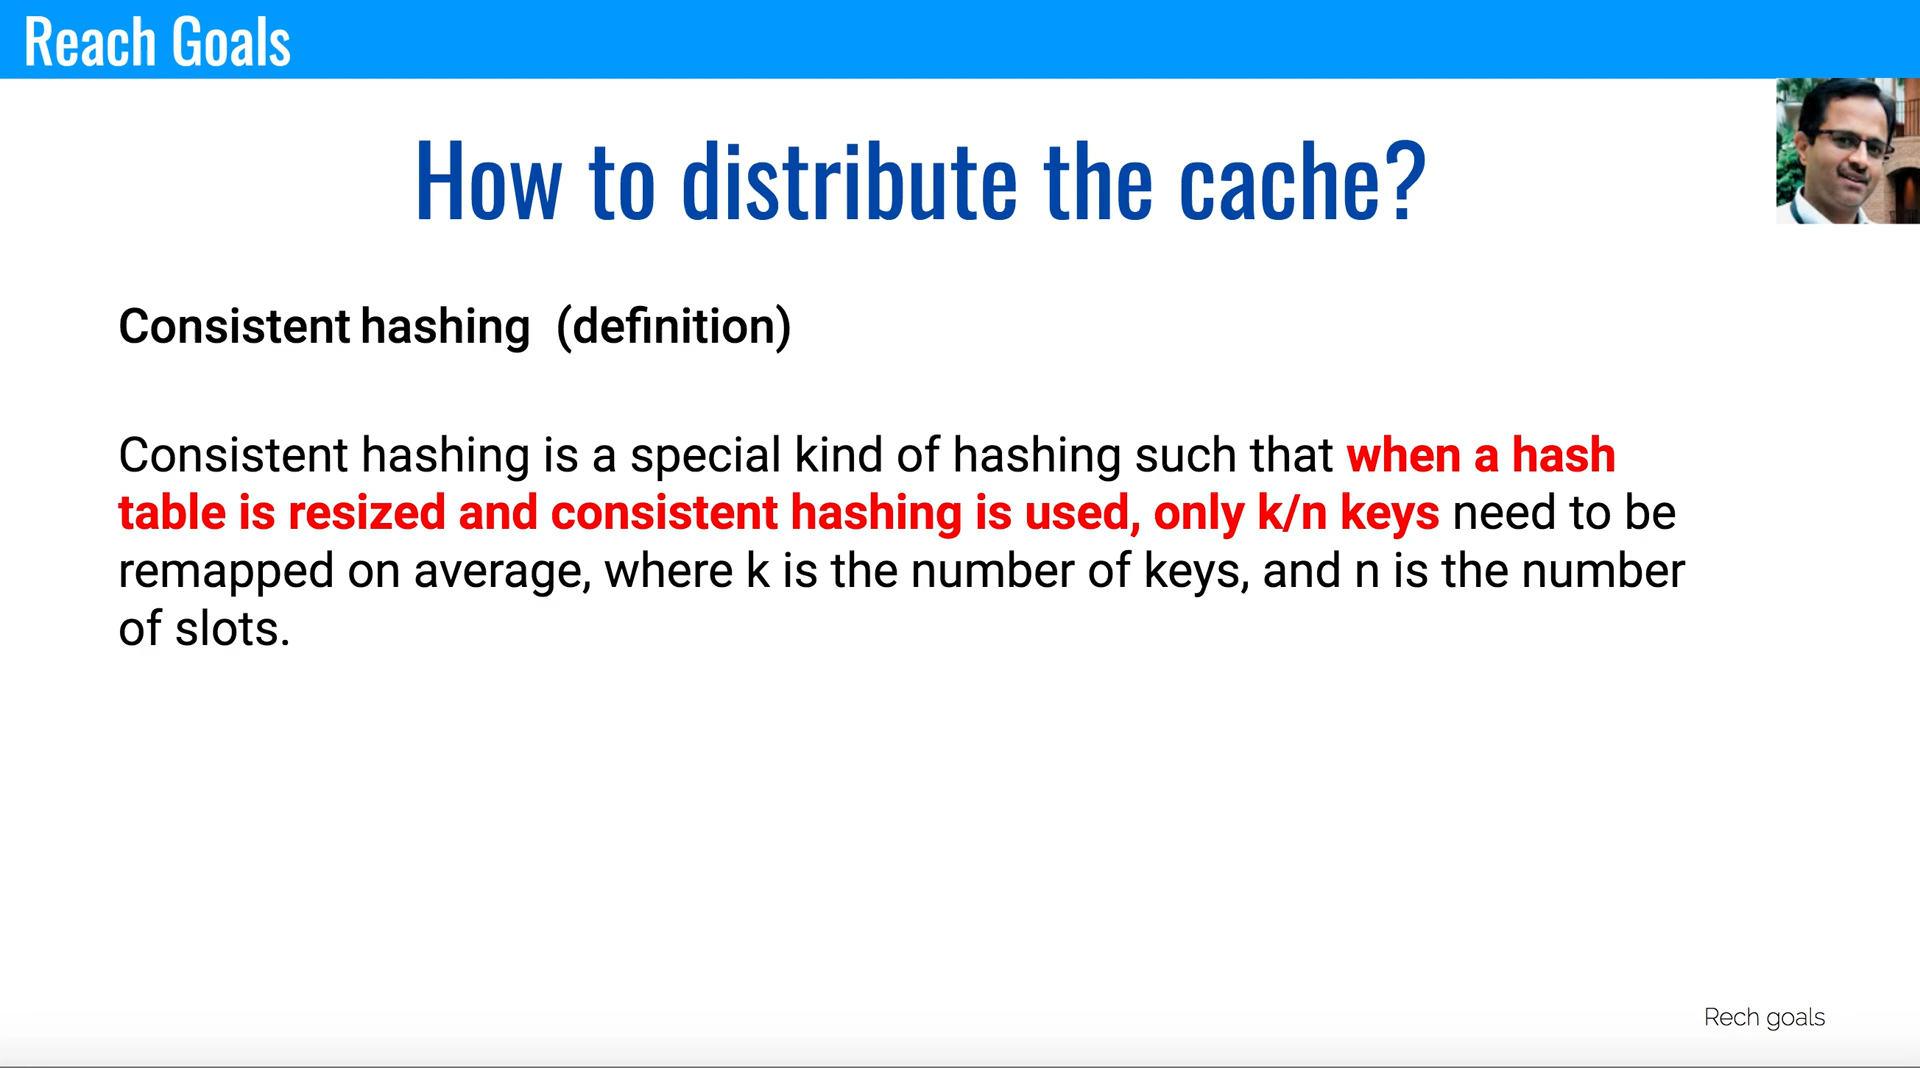 Reach Goals
How to distribute the cache?
Consistent hashing (definition)
Consistent hashing is a special kind of hashing such that when a hash
table is resized and consistent hashing is used, only k/n keys need to be
remapped on average, where k is the number of keys, and n is the number
of slots.
Rech goals